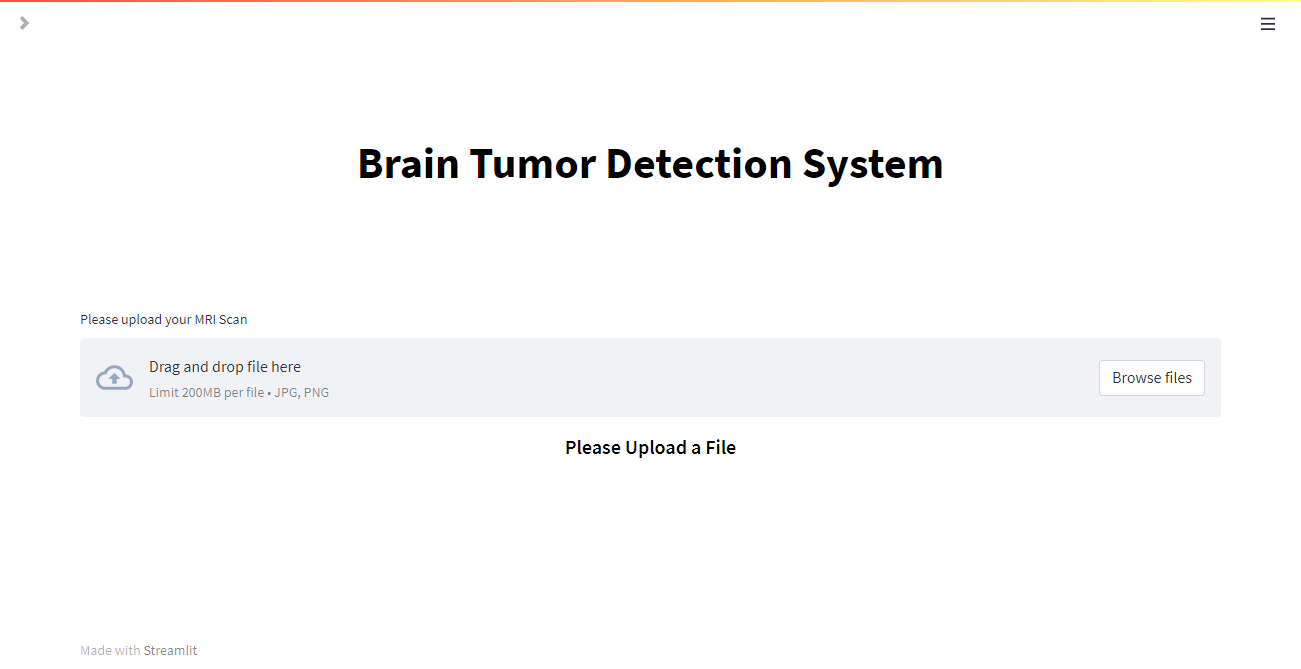 Brain Tumor Detection System
Please upload your MRI Scan
Drag and drop file here
Limit 200MB per file • JPG, PNG
Browse files
Please Upload a File
Made with Streamlit